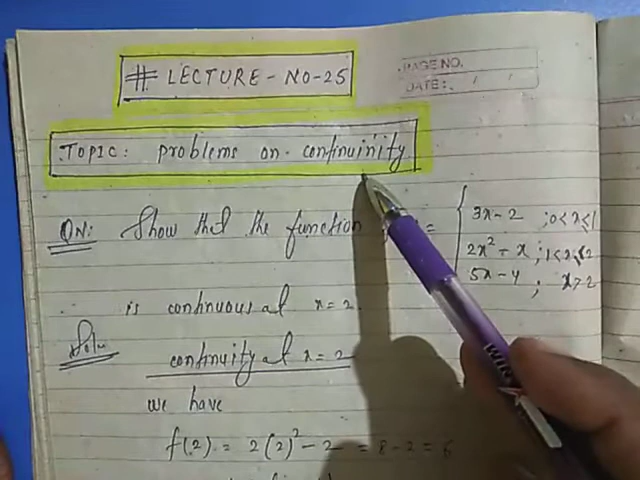 # LECTURE - NO-25
PAGE NO.
DATE: / /
TOPIC: problems on continuinity
QN: Show that the function = { 3x-2 ; 0<x≤1
2x² - x ; 1<x≤2
5x-4 ; x>2
is continuous at x=2
Soln
continuity at x=2
we have
f(2) = 2(2)²-2 = 8-2 = 6